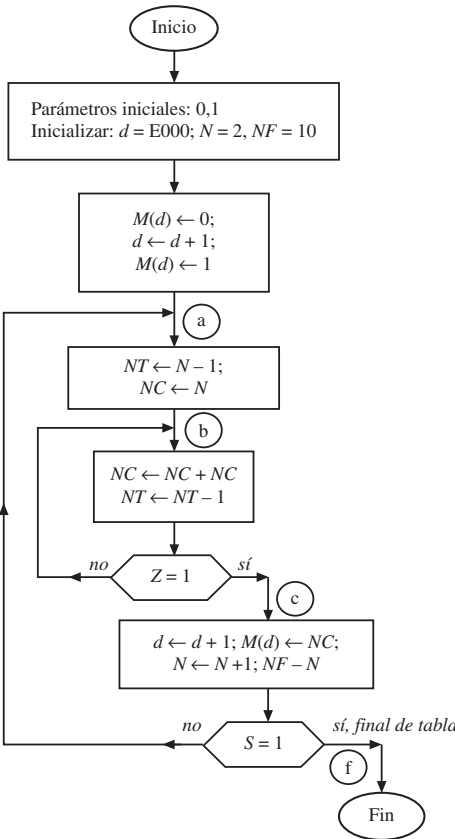 Inicio
Parámetros iniciales: 0,1
Inicializar: d = E000; N = 2, NF = 10
M(d) ← 0;
d ← d + 1;
M(d) ← 1
a
NT ← N – 1;
NC ← N
b
NC ← NC + NC
NT ← NT – 1
no
Z = 1
sí
c
d ← d + 1; M(d) ← NC;
N ← N +1; NF – N
no
S = 1
sí, final de tabla
f
Fin